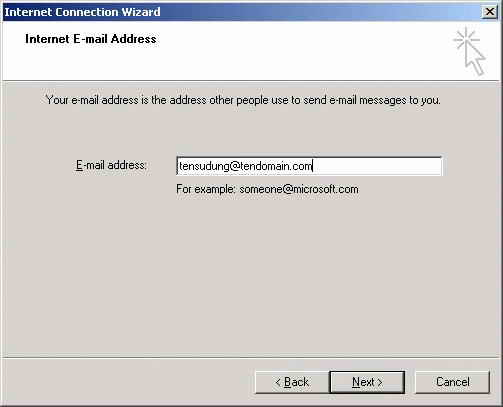 Internet Connection Wizard
Internet E-mail Address
Your e-mail address is the address other people use to send e-mail messages to you.
E-mail address:
tensudung@tendomain.com
For example: someone@microsoft.com
< Back
Next >
Cancel